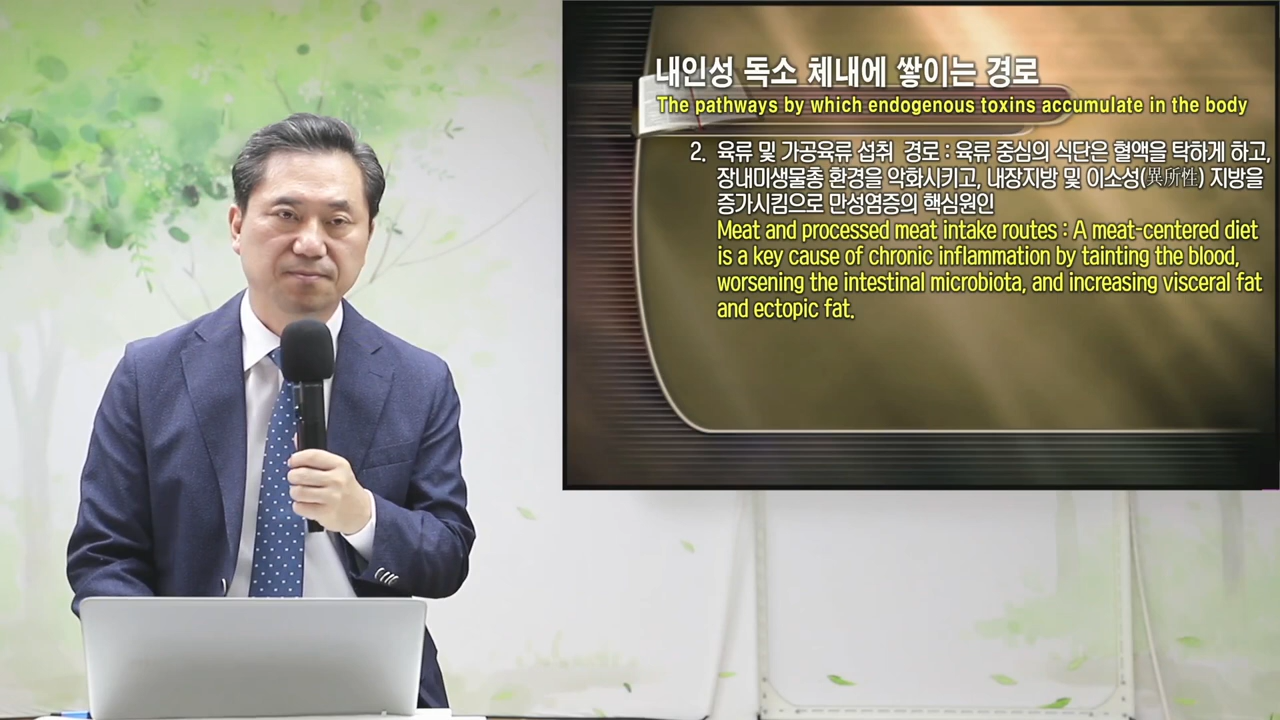 내인성 독소 체내에 쌓이는 경로
The pathways by which endogenous toxins accumulate in the body
2. 육류 및 가공육류 섭취 경로 : 육류 중심의 식단은 혈액을 탁하게 하고,
장내미생물총 환경을 악화시키고, 내장지방 및 이소성(異所性) 지방을
증가시킴으로 만성염증의 핵심원인
Meat and processed meat intake routes : A meat-centered diet
is a key cause of chronic inflammation by tainting the blood,
worsening the intestinal microbiota, and increasing visceral fat
and ectopic fat.